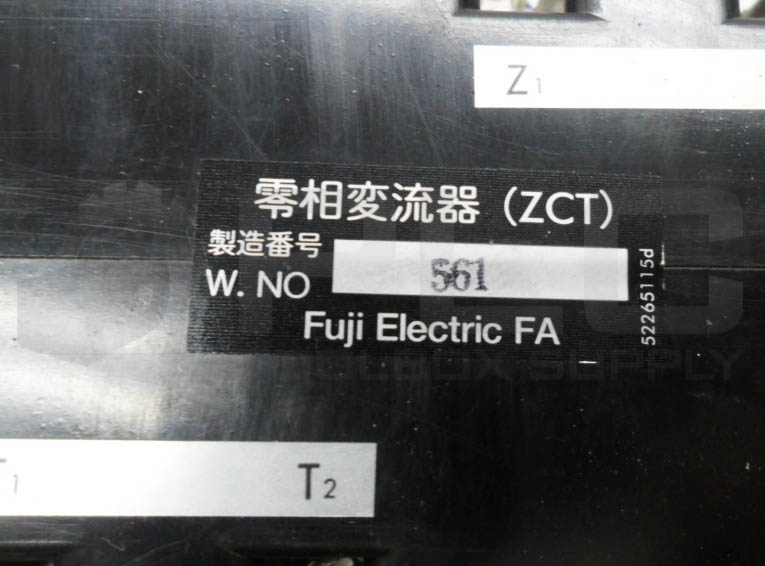 Z1
零相変流器 (ZCT)
製造番号
W. NO 561
Fuji Electric FA
52265115d
T1 T2